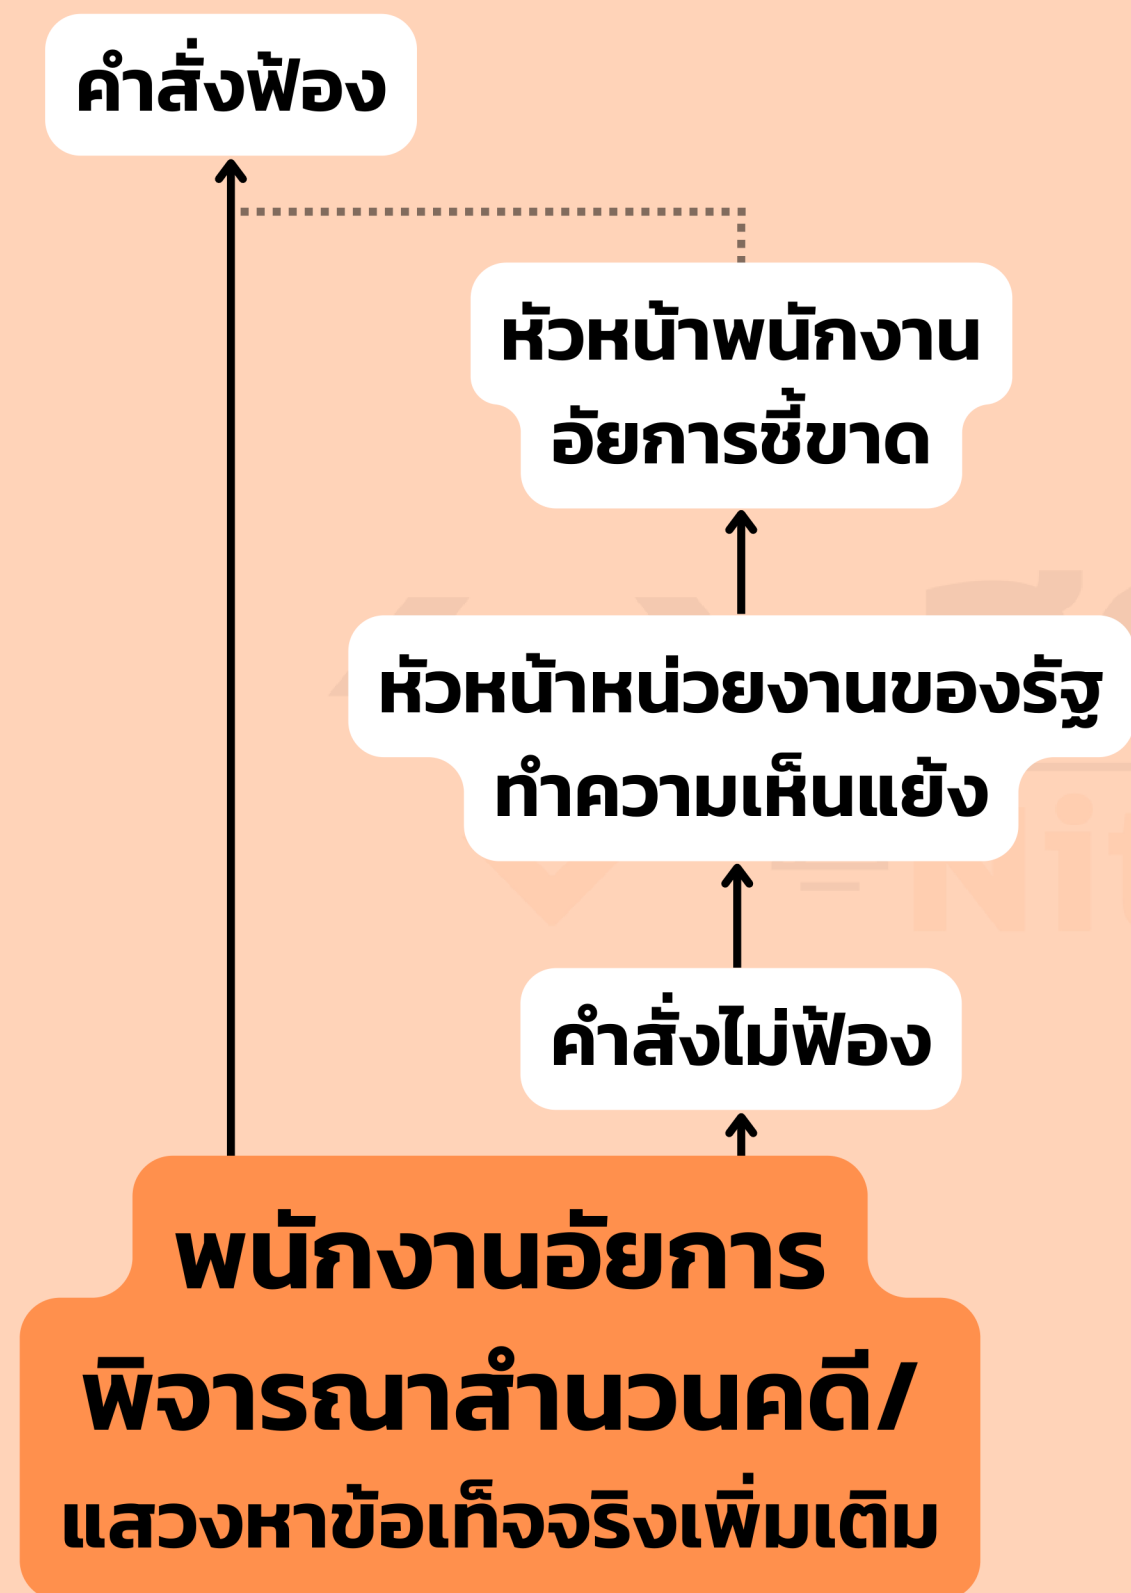 คำสั่งฟ้อง
หัวหน้าพนักงาน
อัยการชี้ขาด
หัวหน้าหน่วยงานของรัฐ
ทำความเห็นแย้ง
คำสั่งไม่ฟ้อง
พนักงานอัยการ
พิจารณาสำนวนคดี/
แสวงหาข้อเท็จจริงเพิ่มเติม